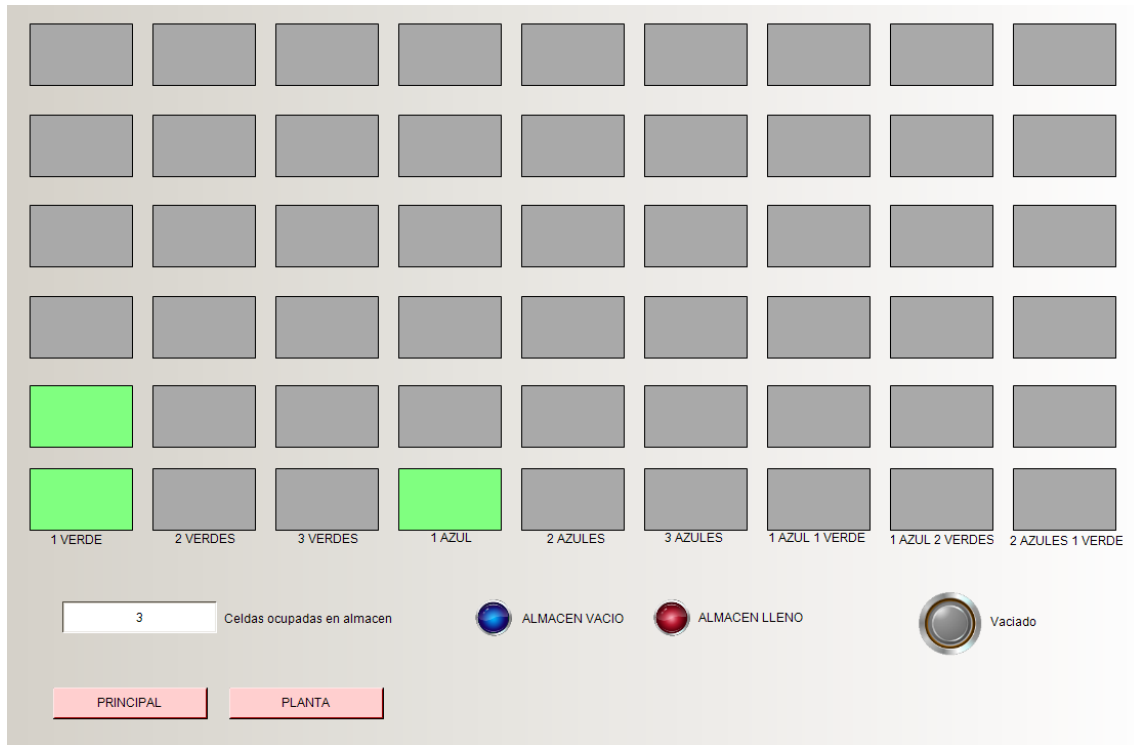 1 VERDE
2 VERDES
3 VERDES
1 AZUL
2 AZULES
3 AZULES
1 AZUL 1 VERDE
1 AZUL 2 VERDES
2 AZULES 1 VERDE
3
Celdas ocupadas en almacen
ALMACEN VACIO
ALMACEN LLENO
Vaciado
PRINCIPAL
PLANTA